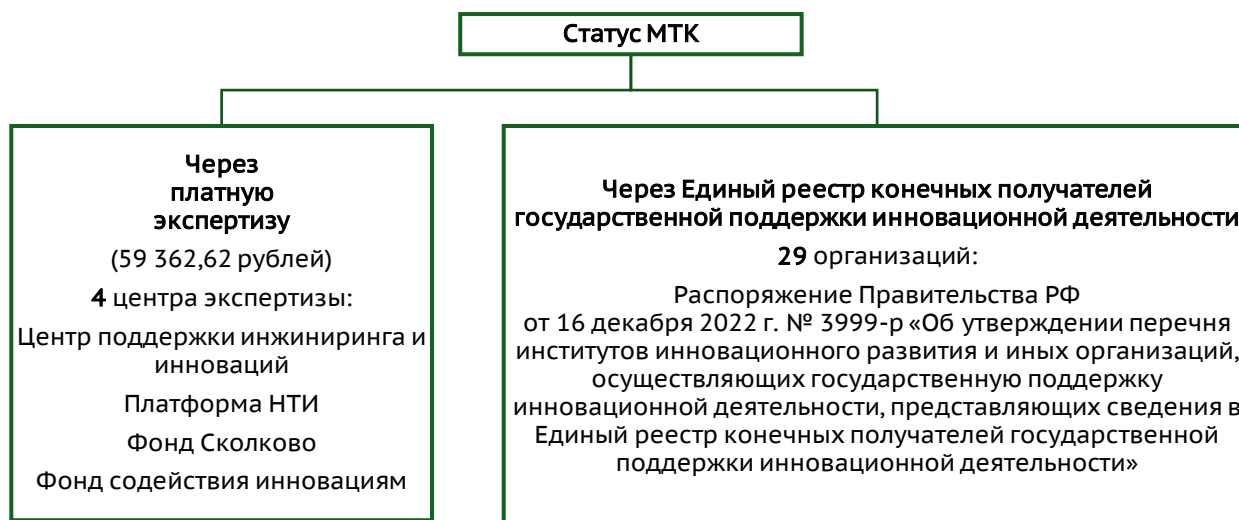 Статус МТК
Через
платную
экспертизу
(59 362,62 рублей)
4 центра экспертизы:
Центр поддержки инжиниринга и
инноваций
Платформа НТИ
Фонд Сколково
Фонд содействия инновациям
Через Единый реестр конечных получателей
государственной поддержки инновационной деятельности
29 организаций:
Распоряжение Правительства РФ
от 16 декабря 2022 г. № 3999-р «Об утверждении перечня
институтов инновационного развития и иных организаций,
осуществляющих государственную поддержку
инновационной деятельности, представляющих сведения в
Единый реестр конечных получателей государственной
поддержки инновационной деятельности»